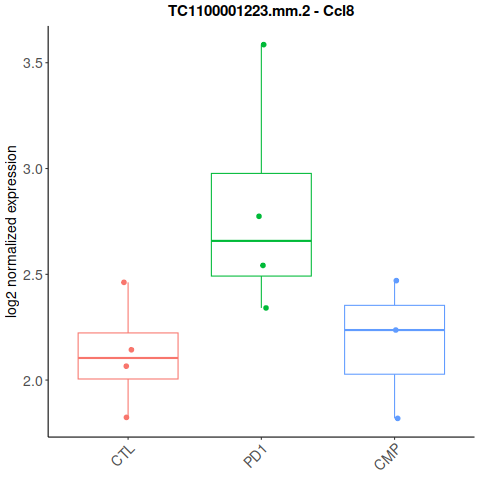 TC1100001223.mm.2 - Ccl8
log2 normalized expression
3.5
3.0
2.5
2.0
CTL
PD1
CMP